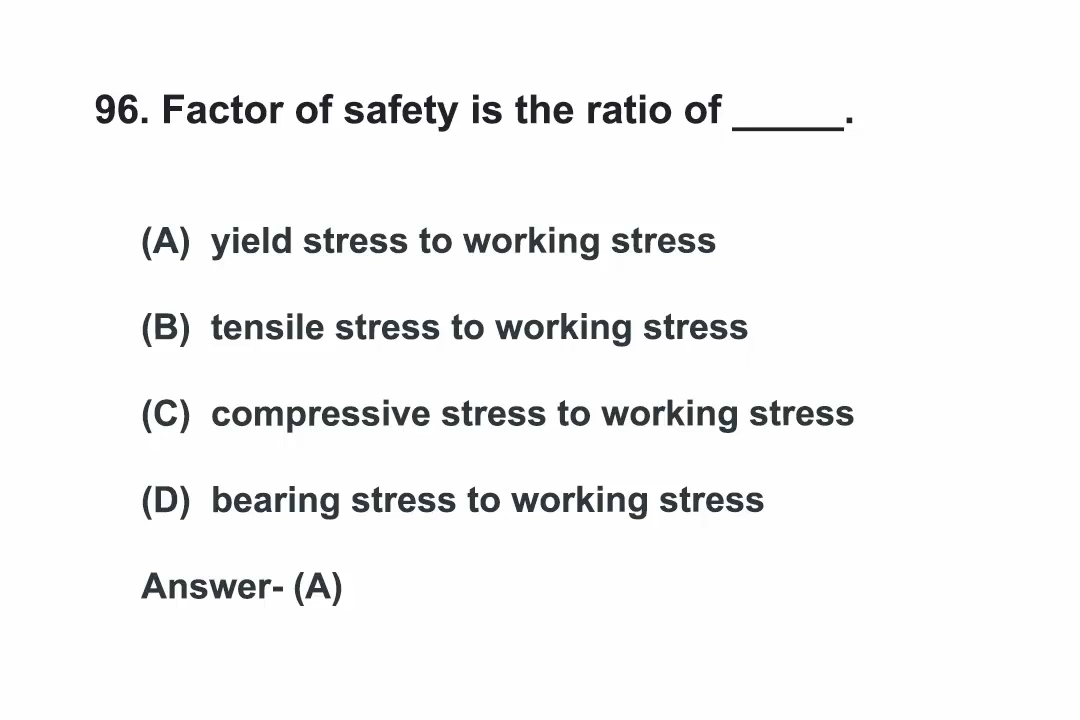 96. Factor of safety is the ratio of _____.
(A) yield stress to working stress
(B) tensile stress to working stress
(C) compressive stress to working stress
(D) bearing stress to working stress
Answer- (A)